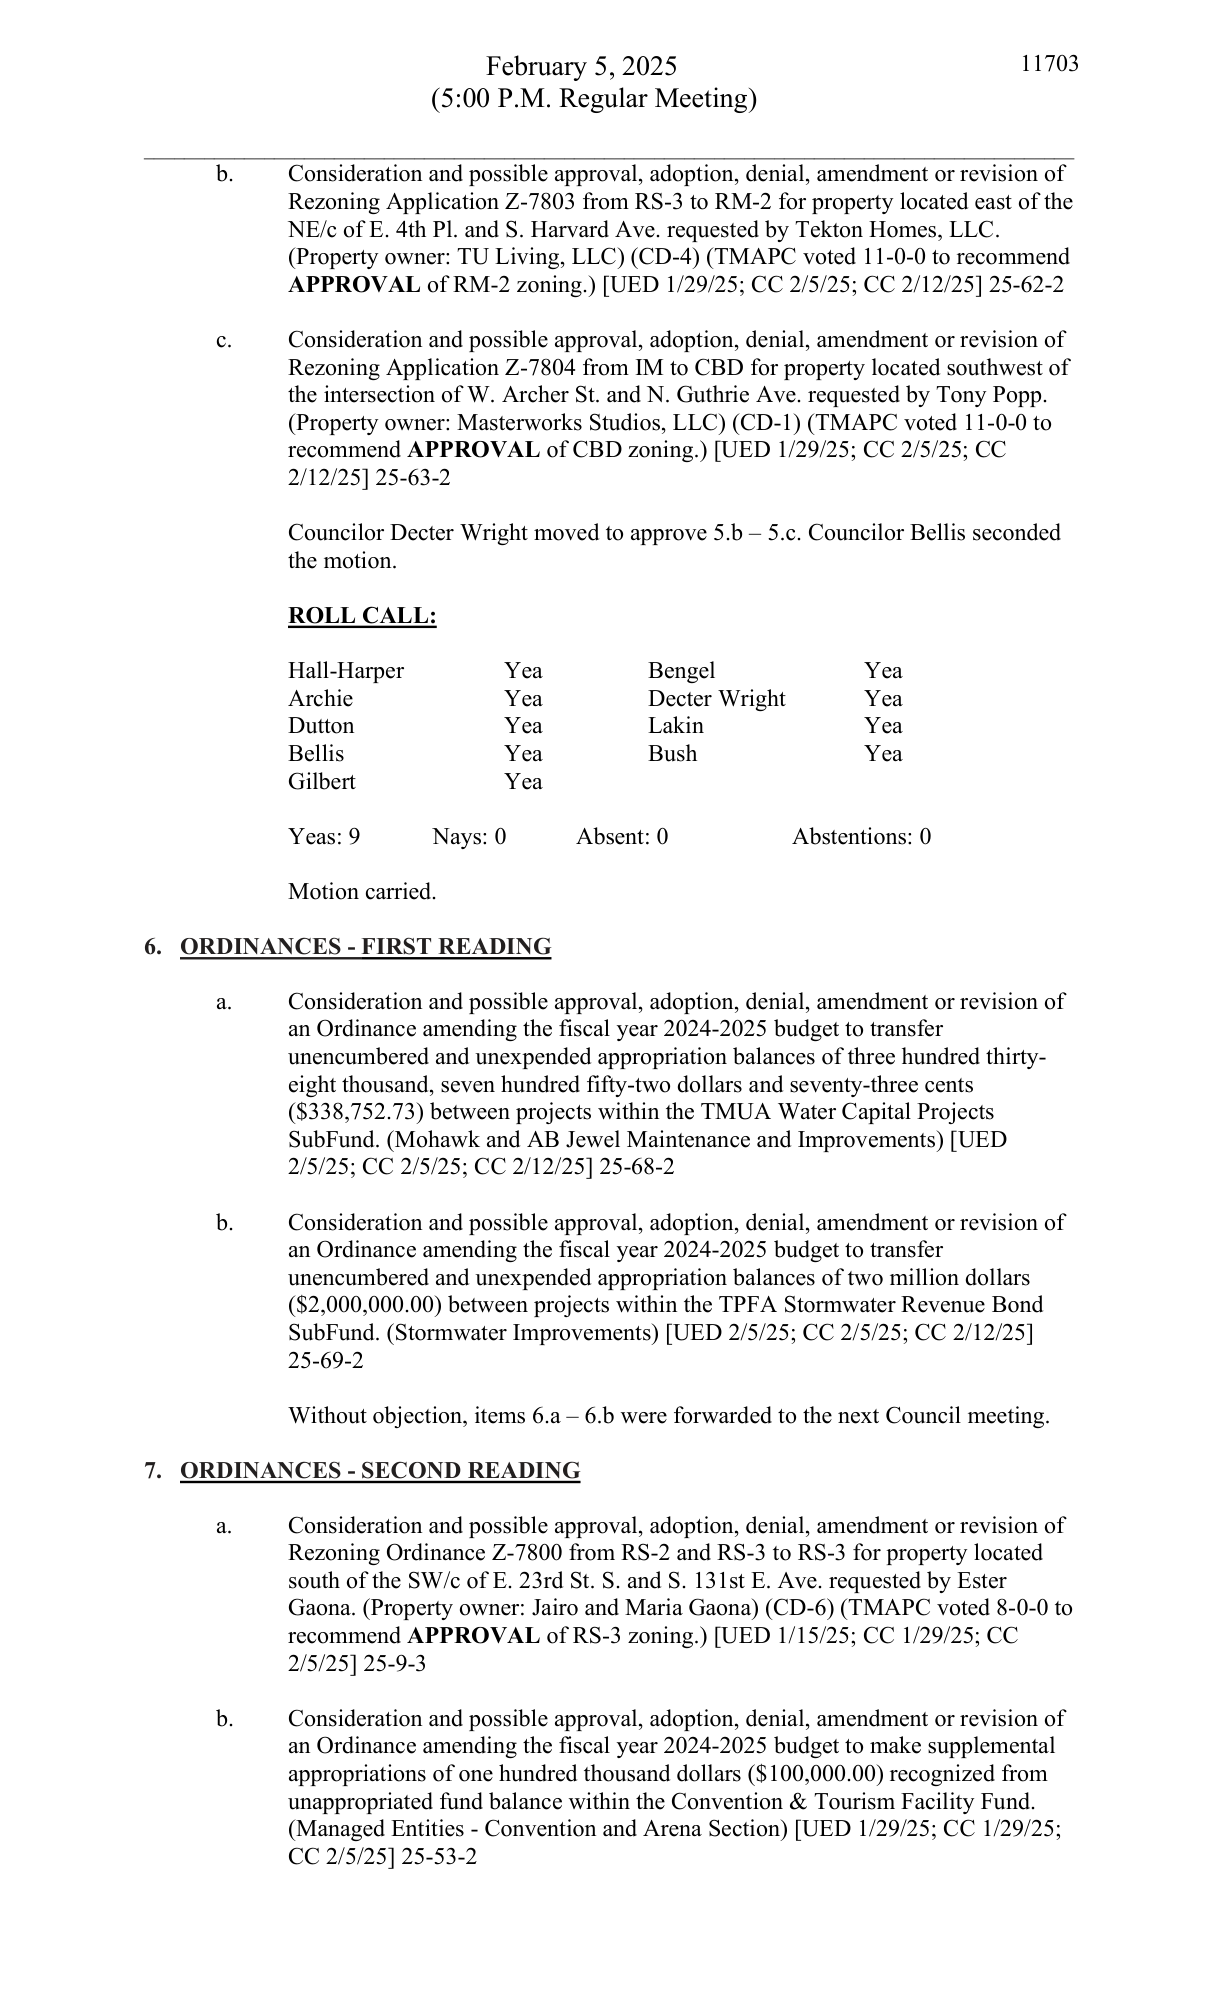 February 5, 2025
11703
(5:00 P.M. Regular Meeting)
b. Consideration and possible approval, adoption, denial, amendment or revision of
Rezoning Application Z-7803 from RS-3 to RM-2 for property located east of the
NE/c of E. 4th Pl. and S. Harvard Ave. requested by Tekton Homes, LLC.
(Property owner: TU Living, LLC) (CD-4) (TMAPC voted 11-0-0 to recommend
APPROVAL of RM-2 zoning.) [UED 1/29/25; CC 2/5/25; CC 2/12/25] 25-62-2
c. Consideration and possible approval, adoption, denial, amendment or revision of
Rezoning Application Z-7804 from IM to CBD for property located southwest of
the intersection of W. Archer St. and N. Guthrie Ave. requested by Tony Popp.
(Property owner: Masterworks Studios, LLC) (CD-1) (TMAPC voted 11-0-0 to
recommend APPROVAL of CBD zoning.) [UED 1/29/25; CC 2/5/25; CC
2/12/25] 25-63-2
Councilor Decter Wright moved to approve 5.b – 5.c. Councilor Bellis seconded
the motion.
ROLL CALL:
Hall-Harper Yea Bengel Yea
Archie Yea Decter Wright Yea
Dutton Yea Lakin Yea
Bellis Yea Bush Yea
Gilbert Yea
Yeas: 9 Nays: 0 Absent: 0 Abstentions: 0
Motion carried.
6. ORDINANCES - FIRST READING
a. Consideration and possible approval, adoption, denial, amendment or revision of
an Ordinance amending the fiscal year 2024-2025 budget to transfer
unencumbered and unexpended appropriation balances of three hundred thirty-
eight thousand, seven hundred fifty-two dollars and seventy-three cents
($338,752.73) between projects within the TMUA Water Capital Projects
SubFund. (Mohawk and AB Jewel Maintenance and Improvements) [UED
2/5/25; CC 2/5/25; CC 2/12/25] 25-68-2
b. Consideration and possible approval, adoption, denial, amendment or revision of
an Ordinance amending the fiscal year 2024-2025 budget to transfer
unencumbered and unexpended appropriation balances of two million dollars
($2,000,000.00) between projects within the TPFA Stormwater Revenue Bond
SubFund. (Stormwater Improvements) [UED 2/5/25; CC 2/5/25; CC 2/12/25]
25-69-2
Without objection, items 6.a – 6.b were forwarded to the next Council meeting.
7. ORDINANCES - SECOND READING
a. Consideration and possible approval, adoption, denial, amendment or revision of
Rezoning Ordinance Z-7800 from RS-2 and RS-3 to RS-3 for property located
south of the SW/c of E. 23rd St. S. and S. 131st E. Ave. requested by Ester
Gaona. (Property owner: Jairo and Maria Gaona) (CD-6) (TMAPC voted 8-0-0 to
recommend APPROVAL of RS-3 zoning.) [UED 1/15/25; CC 1/29/25; CC
2/5/25] 25-9-3
b. Consideration and possible approval, adoption, denial, amendment or revision of
an Ordinance amending the fiscal year 2024-2025 budget to make supplemental
appropriations of one hundred thousand dollars ($100,000.00) recognized from
unappropriated fund balance within the Convention & Tourism Facility Fund.
(Managed Entities - Convention and Arena Section) [UED 1/29/25; CC 1/29/25;
CC 2/5/25] 25-53-2